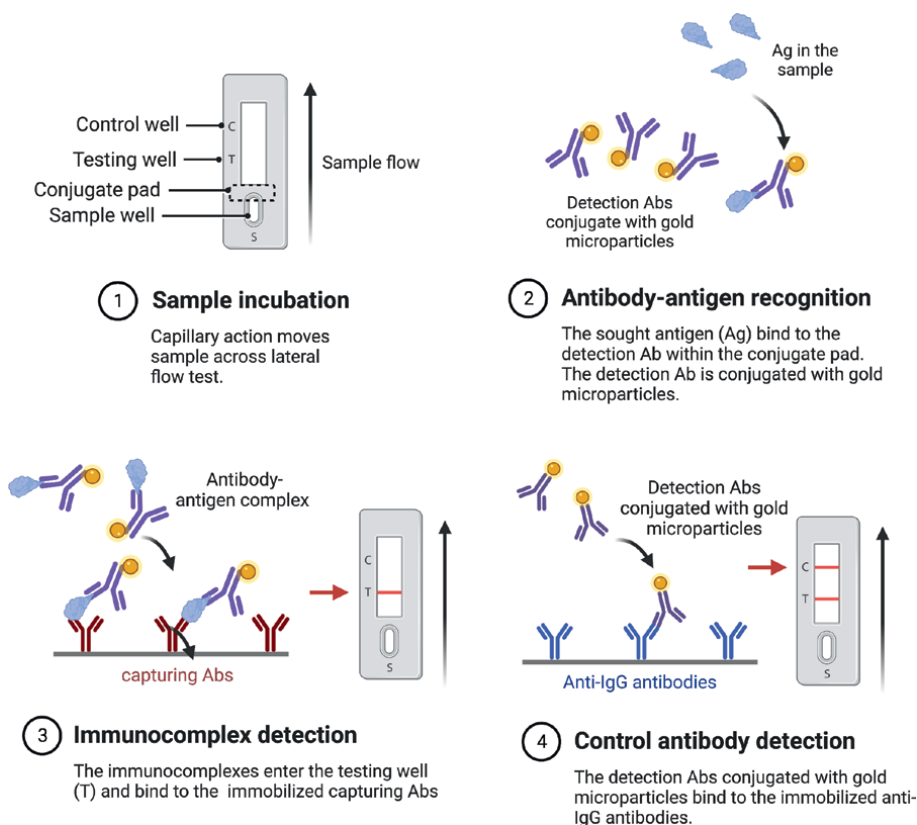 Control well
Testing well
Conjugate pad
Sample well
C
T
S
Sample flow
1 Sample incubation
Capillary action moves
sample across lateral
flow test.
Ag in the
sample
Detection Abs
conjugate with gold
microparticles
2 Antibody-antigen recognition
The sought antigen (Ag) bind to the
detection Ab within the conjugate pad.
The detection Ab is conjugated with gold
microparticles.
Antibody-
antigen complex
C
T
S
capturing Abs
3 Immunocomplex detection
The immunocomplexes enter the testing well
(T) and bind to the immobilized capturing Abs
Detection Abs
conjugated with gold
microparticles
C
T
S
Anti-IgG antibodies
4 Control antibody detection
The detection Abs conjugated with gold
microparticles bind to the immobilized anti-
IgG antibodies.